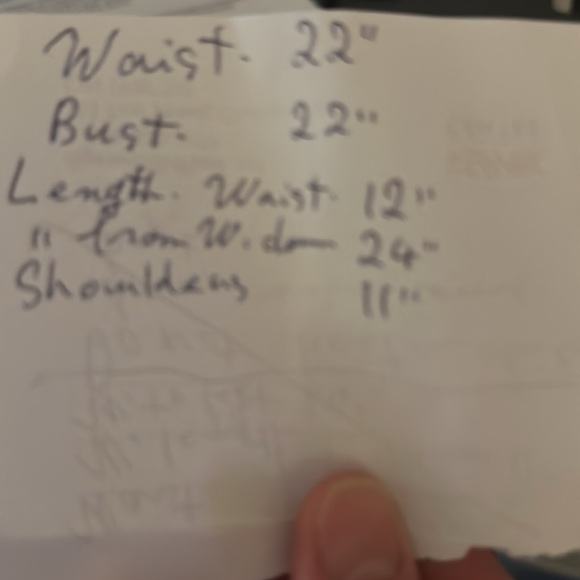 Waist. 22"
Bust. 22"
Length. Waist. 12"
" from W. down 24"
Shoulders 11"